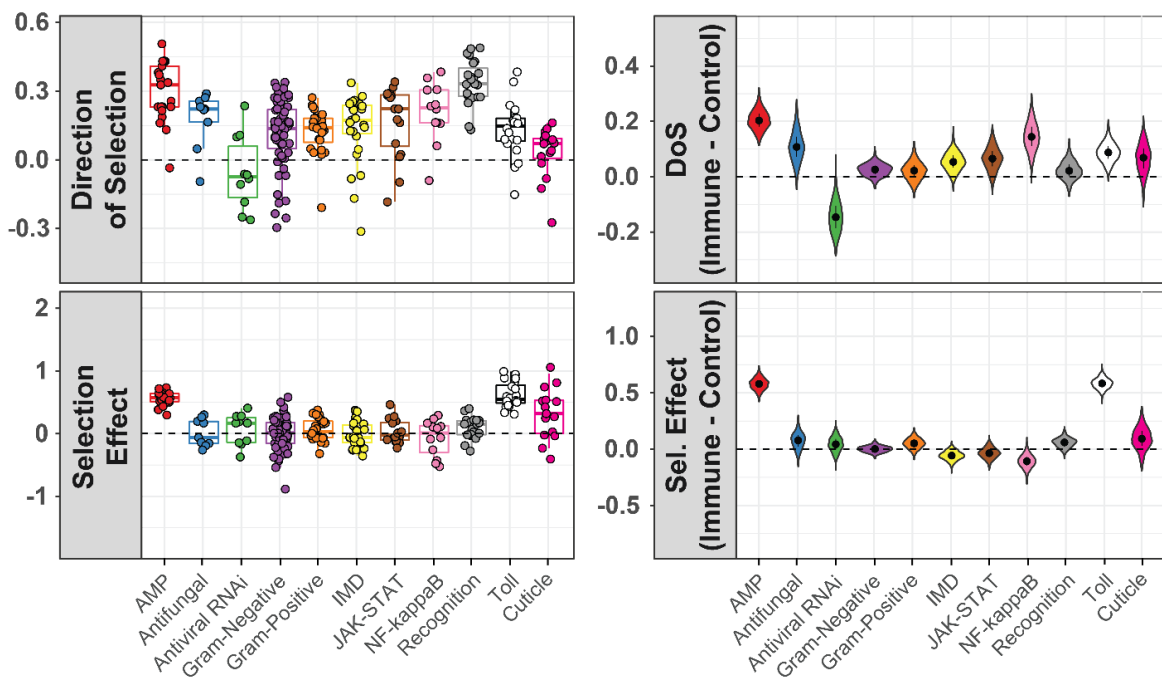 Direction
of Selection
0.6
0.3
0.0
-0.3
Selection
Effect
2
1
0
-1
AMP
Antifungal
Antiviral RNAi
Gram-Negative
Gram-Positive
IMD
JAK-STAT
NF-kappaB
Recognition
Toll
Cuticle
DoS
(Immune - Control)
0.4
0.2
0.0
-0.2
Sel. Effect
(Immune - Control)
1.0
0.5
0.0
-0.5
AMP
Antifungal
Antiviral RNAi
Gram-Negative
Gram-Positive
IMD
JAK-STAT
NF-kappaB
Recognition
Toll
Cuticle